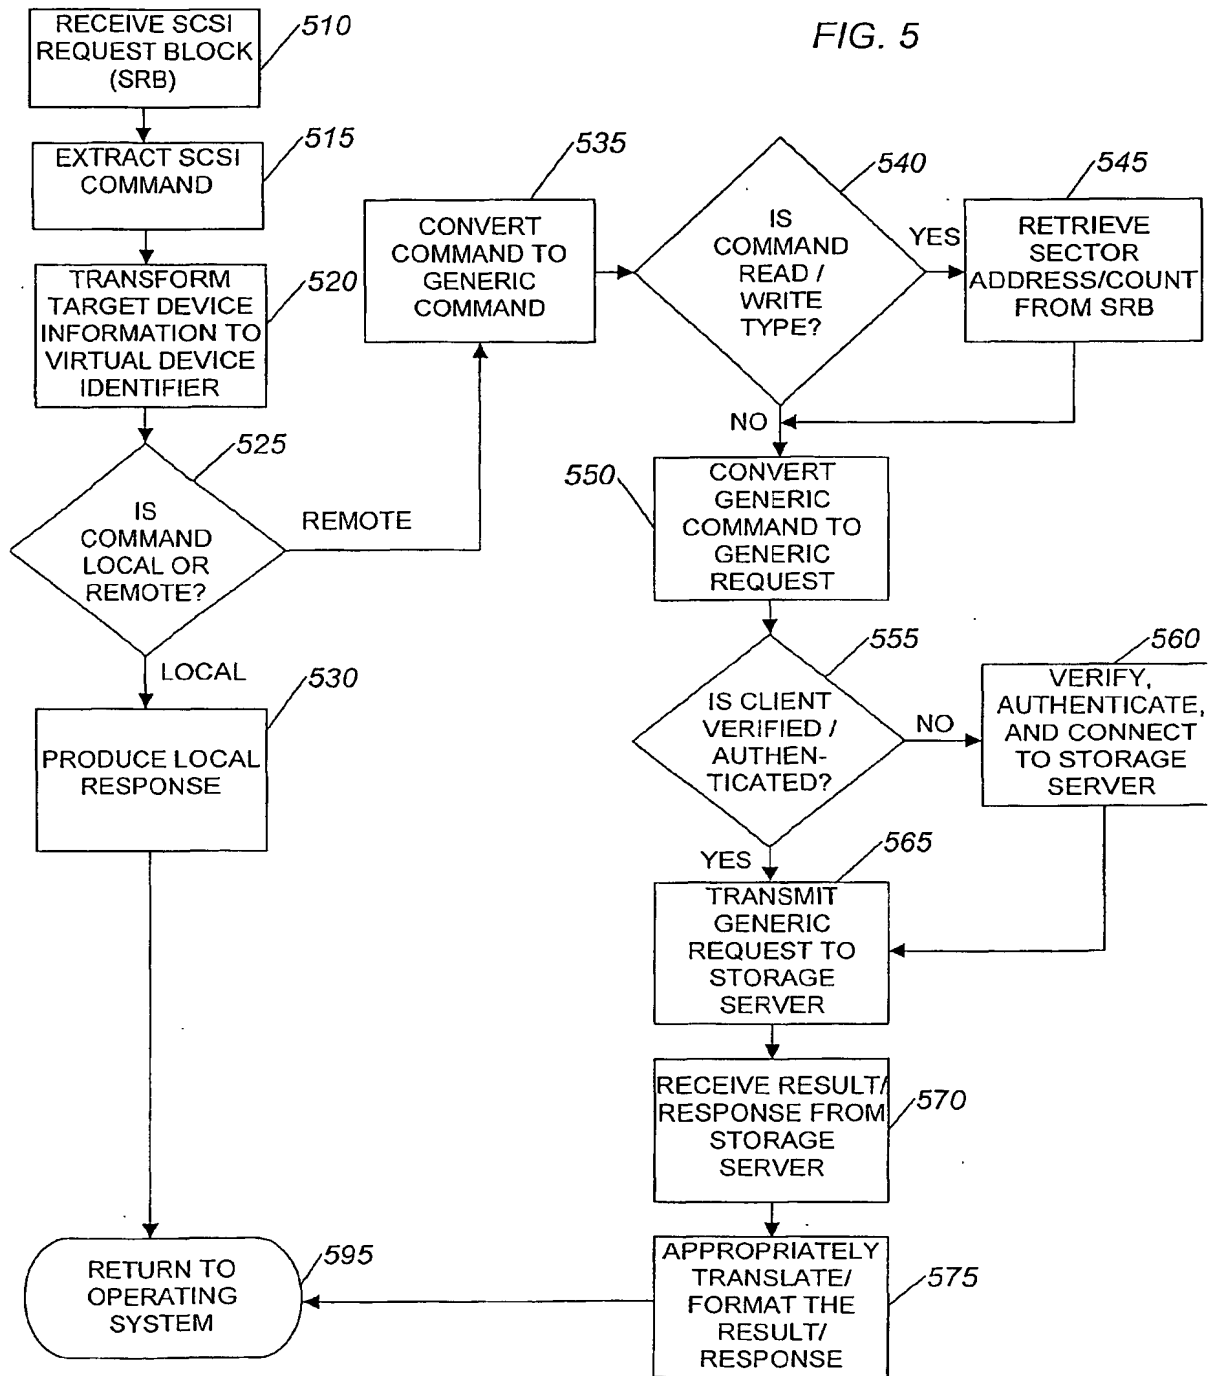 FIG. 5
RECEIVE SCSI
REQUEST BLOCK
(SRB)
510
EXTRACT SCSI
COMMAND
515
TRANSFORM
TARGET DEVICE
INFORMATION TO
VIRTUAL DEVICE
IDENTIFIER
520
IS
COMMAND
LOCAL OR
REMOTE?
525
REMOTE
LOCAL
PRODUCE LOCAL
RESPONSE
530
CONVERT
COMMAND TO
GENERIC
COMMAND
535
IS
COMMAND
READ /
WRITE
TYPE?
540
YES
NO
RETRIEVE
SECTOR
ADDRESS/COUNT
FROM SRB
545
CONVERT
GENERIC
COMMAND TO
GENERIC
REQUEST
550
IS CLIENT
VERIFIED /
AUTHEN-
TICATED?
555
NO
YES
VERIFY,
AUTHENTICATE,
AND CONNECT
TO STORAGE
SERVER
560
TRANSMIT
GENERIC
REQUEST TO
STORAGE
SERVER
565
RECEIVE RESULT/
RESPONSE FROM
STORAGE
SERVER
570
APPROPRIATELY
TRANSLATE/
FORMAT THE
RESULT/
RESPONSE
575
RETURN TO
OPERATING
SYSTEM
595